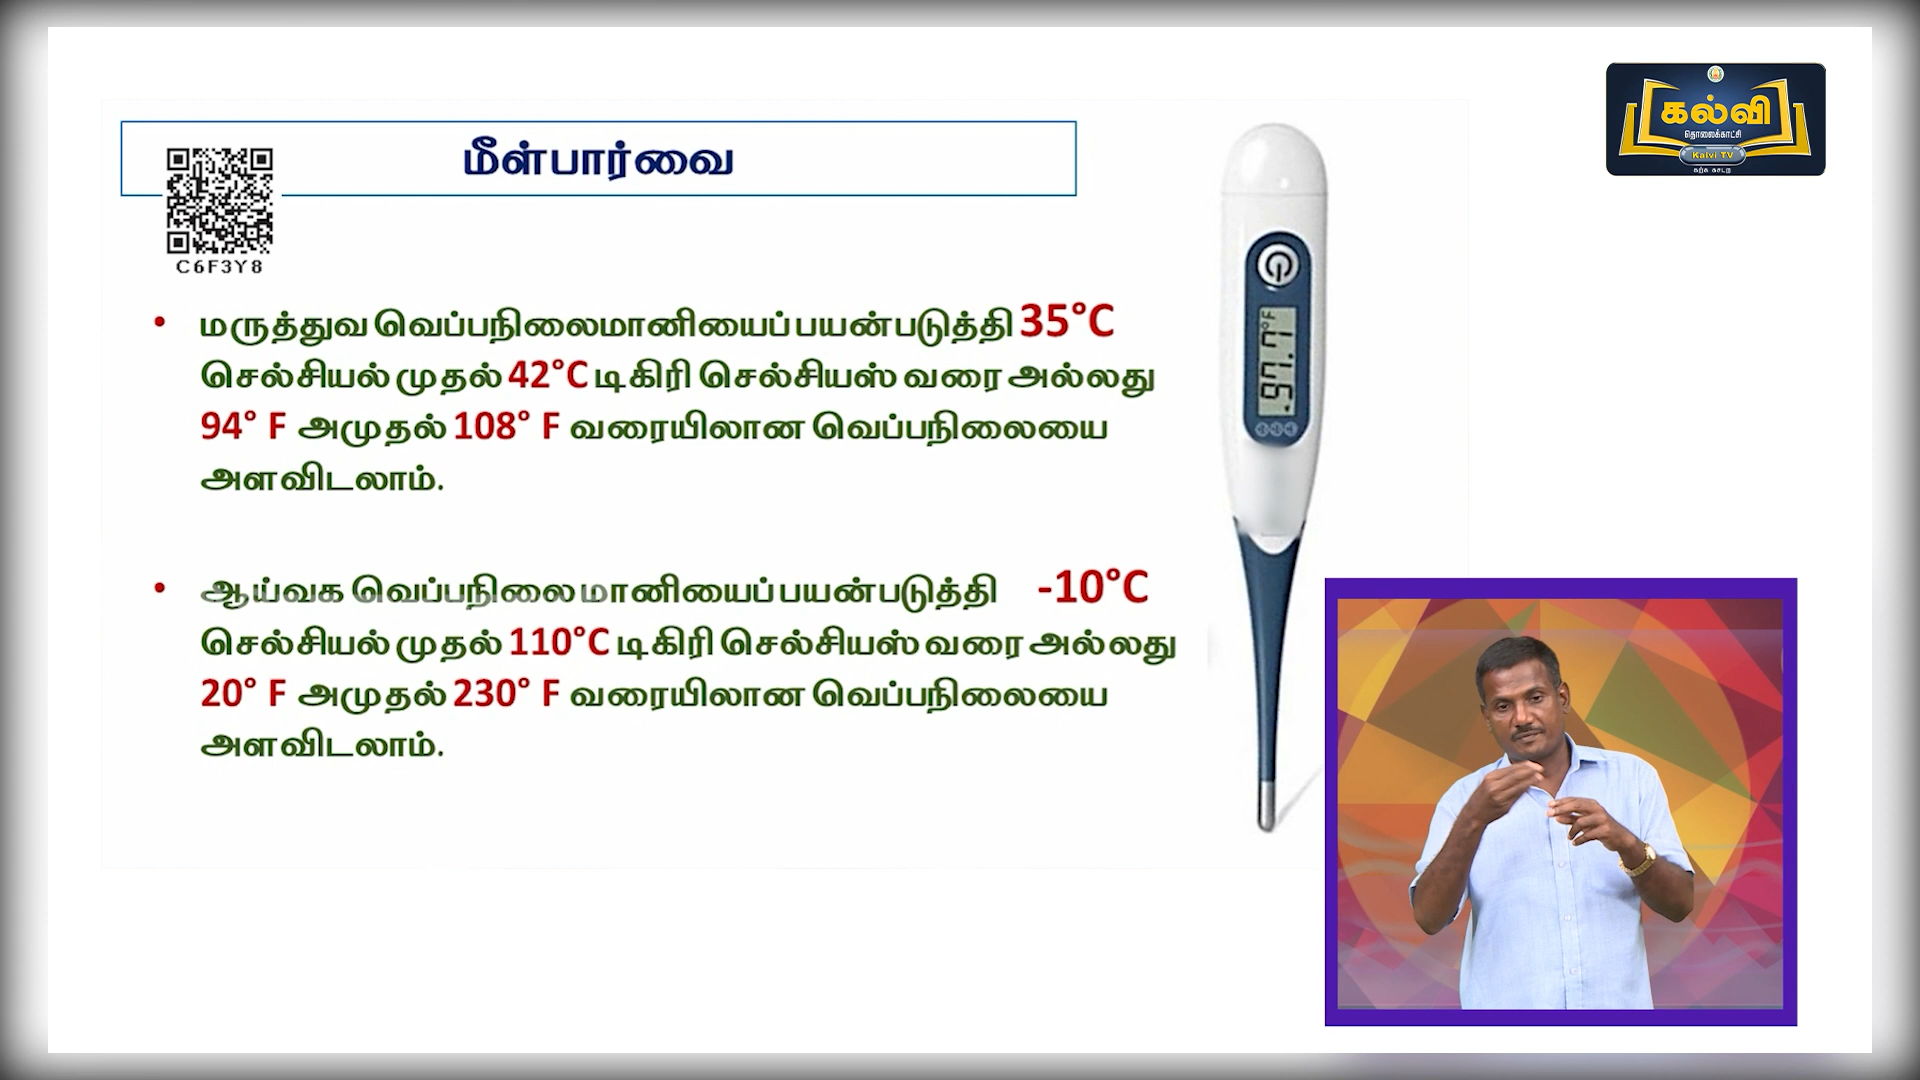 கல்வி
தொலைக்காட்சி
Kalvi TV
கற்க கசடற
மீள்பார்வை
C6F3Y8
• மருத்துவ வெப்பநிலைமானியைப் பயன்படுத்தி 35°C
செல்சியல் முதல் 42°C டிகிரி செல்சியஸ் வரை அல்லது
94° F அமுதல் 108° F வரையிலான வெப்பநிலையை
அளவிடலாம்.
• ஆய்வக வெப்பநிலைமானியைப் பயன்படுத்தி -10°C
செல்சியல் முதல் 110°C டிகிரி செல்சியஸ் வரை அல்லது
20° F அமுதல் 230° F வரையிலான வெப்பநிலையை
அளவிடலாம்.